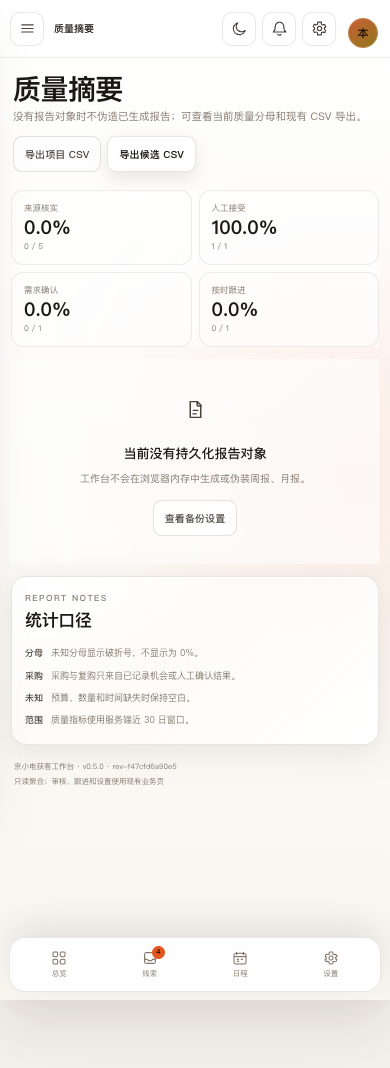 质量摘要
本
质量摘要
没有报告对象时不伪造已生成报告；可查看当前质量分母和现有 CSV 导出。
导出项目 CSV
导出候选 CSV
来源核实
0.0%
0 / 5
人工接受
100.0%
1 / 1
需求确认
0.0%
0 / 1
按时跟进
0.0%
0 / 1
当前没有持久化报告对象
工作台不会在浏览器内存中生成或伪装周报、月报。
查看备份设置
REPORT NOTES
统计口径
分母 未知分母显示破折号，不显示为 0%。
采购 采购与复购只来自已记录机会或人工确认结果。
未知 预算、数量和时间缺失时保持空白。
范围 质量指标使用服务端近 30 日窗口。
京小电获客工作台 · v0.5.0 · rev-f47cfd6a90e5
只读聚合；审核、跟进和设置使用现有业务页
总览
4
线索
日程
设置